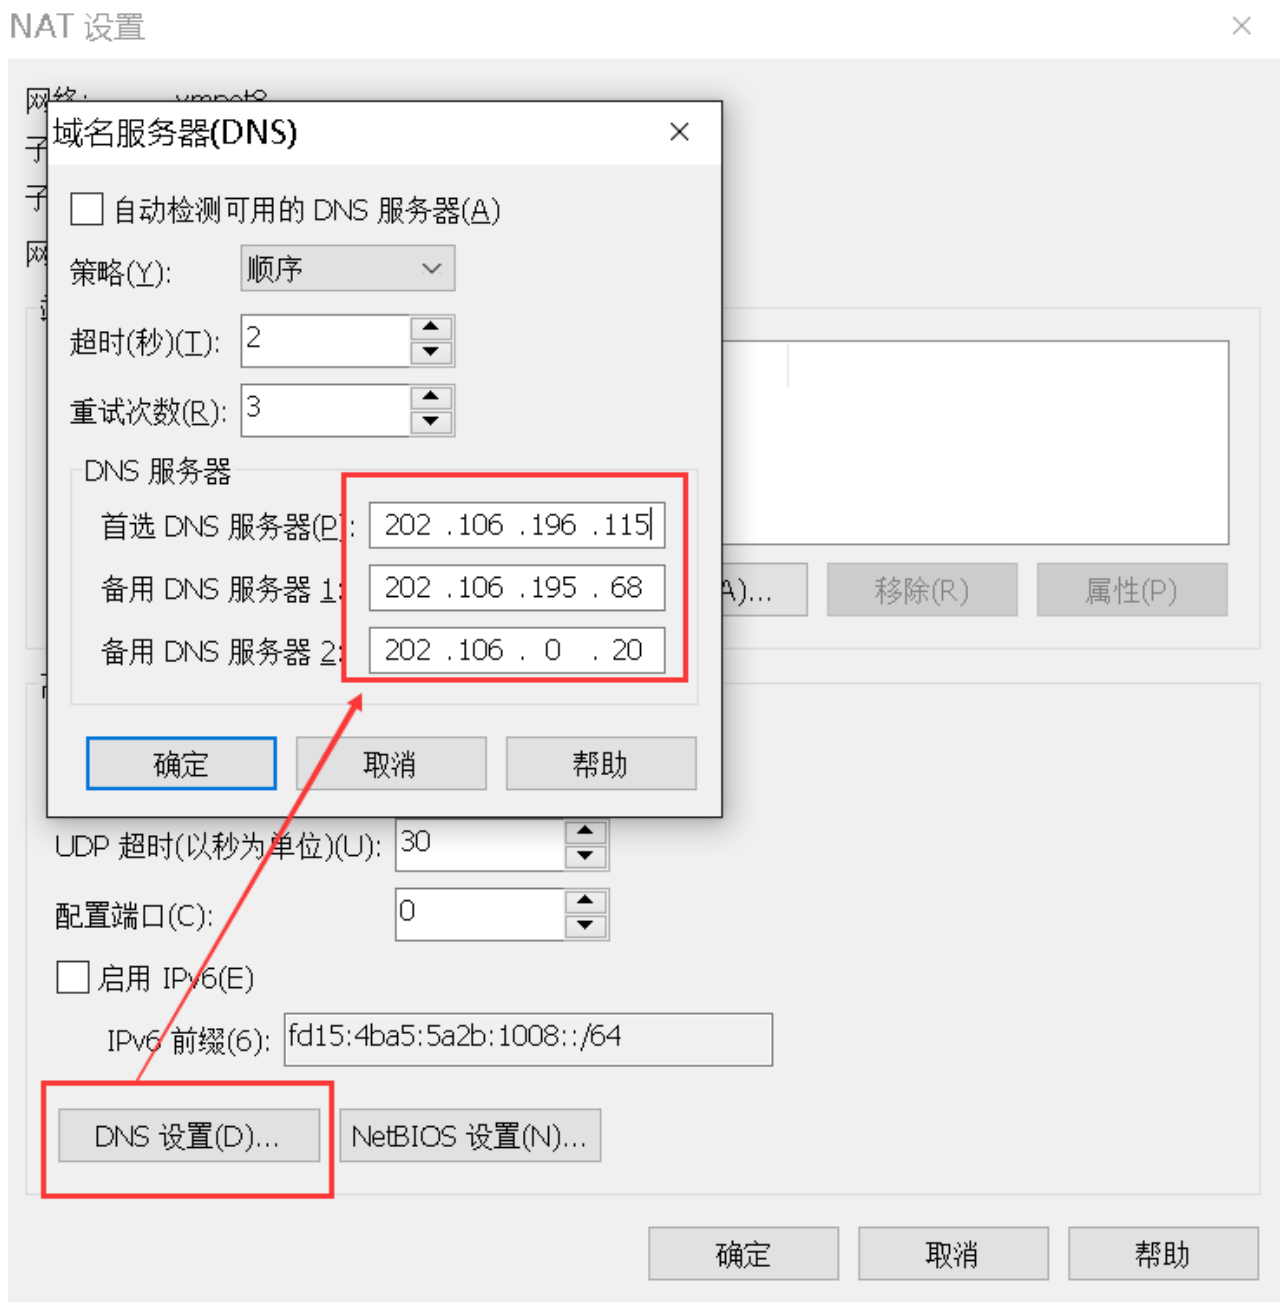 NAT 设置
网络: vmnet8
域名服务器(DNS)
子
子
网
自动检测可用的 DNS 服务器(A)
策略(Y): 顺序
超时(秒)(T): 2
重试次数(R): 3
DNS 服务器
首选 DNS 服务器(P): 202 .106 .196 .115
备用 DNS 服务器 1: 202 .106 .195 . 68
备用 DNS 服务器 2: 202 .106 . 0 . 20
A)... 移除(R) 属性(P)
确定 取消 帮助
UDP 超时(以秒为单位)(U): 30
配置端口(C): 0
启用 IPv6(E)
IPv6 前缀(6): fd15:4ba5:5a2b:1008::/64
DNS 设置(D)... NetBIOS 设置(N)...
确定 取消 帮助